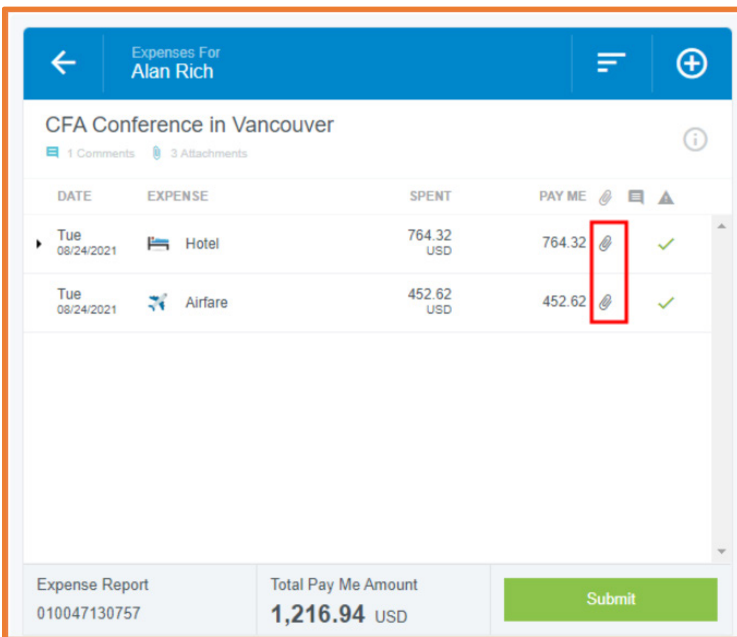 Expenses For
Alan Rich
CFA Conference in Vancouver
1 Comments 3 Attachments
DATE EXPENSE SPENT PAY ME
Tue
08/24/2021 Hotel 764.32 USD 764.32
Tue
08/24/2021 Airfare 452.62 USD 452.62
Expense Report Total Pay Me Amount
010047130757 1,216.94 USD
Submit